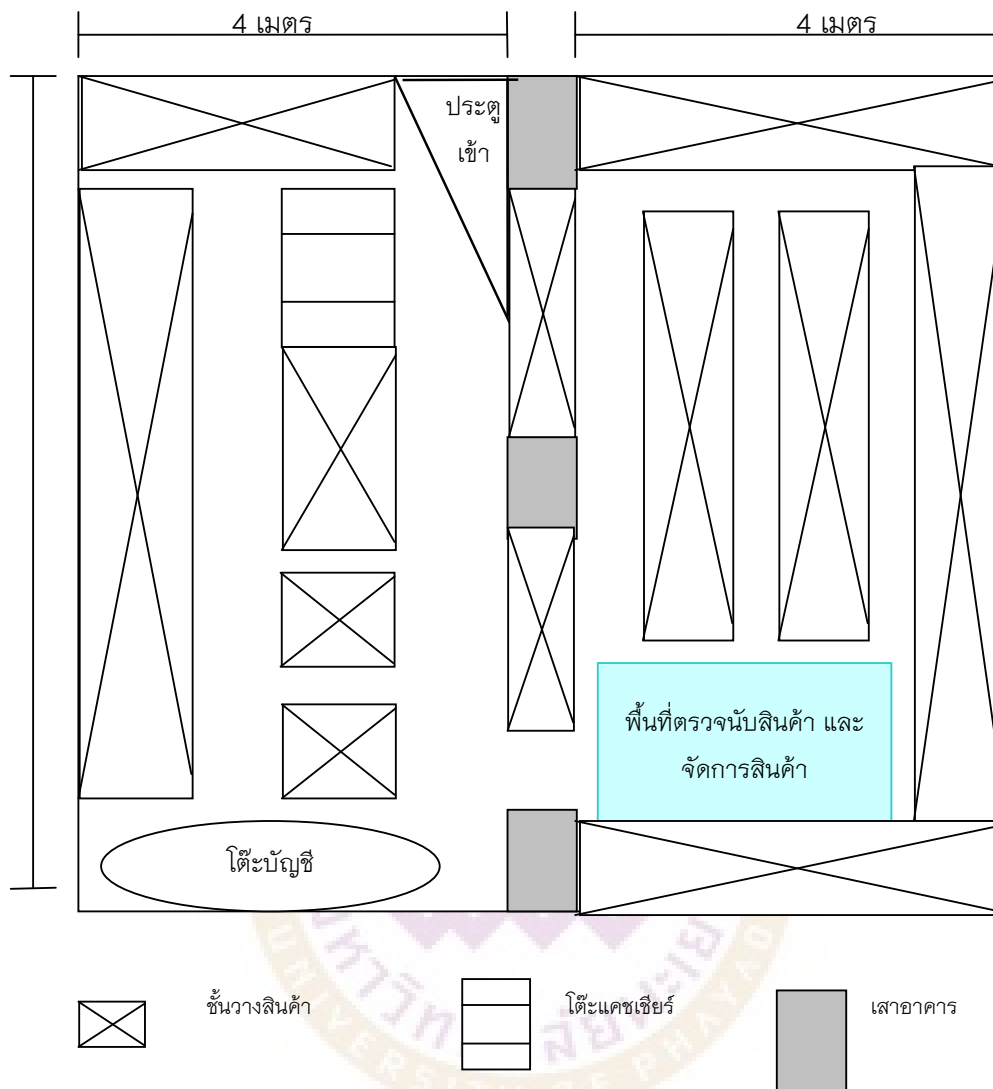 4 เมตร
4 เมตร
ประตู
เข้า
พื้นที่ตรวจนับสินค้า และ
จัดการสินค้า
โต๊ะบัญชี
ชั้นวางสินค้า
โต๊ะแคชเชียร์
เสาอาคาร